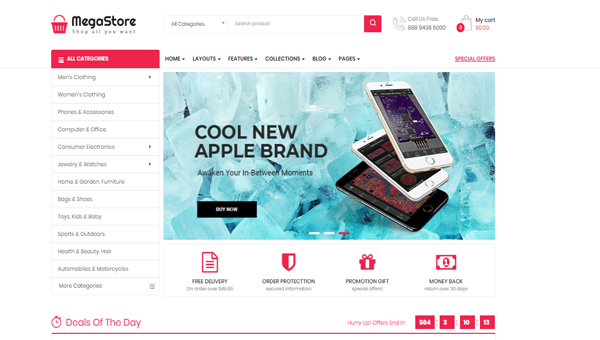 MegaStore
Shop all you want
All Categories
Search product
Call Us Free:
888 9438 8000
0
My cart
$0.00
ALL CATEGORIES
HOME
LAYOUTS
FEATURES
COLLECTIONS
BLOG
PAGES
SPECIAL OFFERS
Men's Clothing
Women's Clothing
Phones & Accessories
Computer & Office
Consumer Electronics
Jewelry & Watches
Home & Garden, Furniture
Bags & Shoes
Toys, Kids & Baby
Sports & Outdoors
Health & Beauty, Hair
Automobiles & Motorcycles
More Categories
COOL NEW
APPLE BRAND
Awaken Your In-Between Moments
BUY NOW
FREE DELIVERY
On order over $49.86
ORDER PROTECTTION
secured information
PROMOTION GIFT
special offers!
MONEY BACK
return over 30 days
Deals Of The Day
Hurry Up! Offers End In:
564 : 3 : 10 : 13